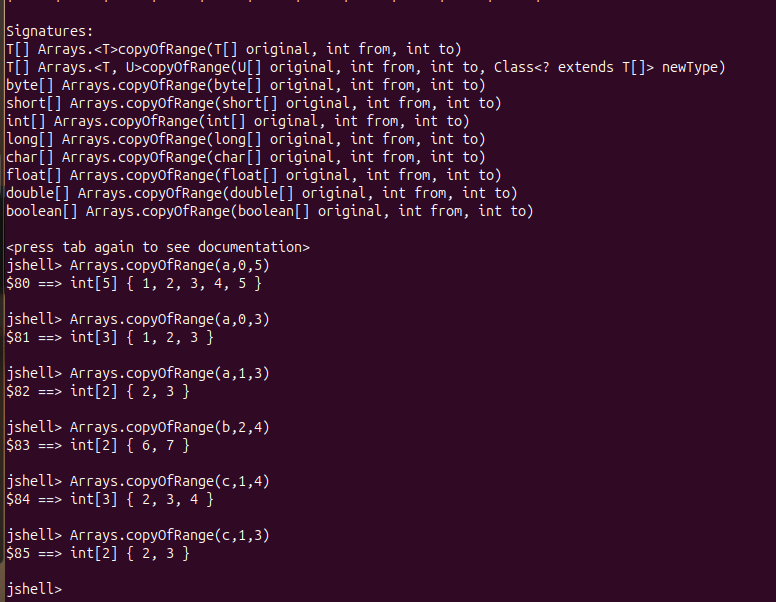 Signatures:
T[] Arrays.<T>copyOfRange(T[] original, int from, int to)
T[] Arrays.<T, U>copyOfRange(U[] original, int from, int to, Class<? extends T[]> newType)
byte[] Arrays.copyOfRange(byte[] original, int from, int to)
short[] Arrays.copyOfRange(short[] original, int from, int to)
int[] Arrays.copyOfRange(int[] original, int from, int to)
long[] Arrays.copyOfRange(long[] original, int from, int to)
char[] Arrays.copyOfRange(char[] original, int from, int to)
float[] Arrays.copyOfRange(float[] original, int from, int to)
double[] Arrays.copyOfRange(double[] original, int from, int to)
boolean[] Arrays.copyOfRange(boolean[] original, int from, int to)
<press tab again to see documentation>
jshell> Arrays.copyOfRange(a,0,5)
$80 ==> int[5] { 1, 2, 3, 4, 5 }
jshell> Arrays.copyOfRange(a,0,3)
$81 ==> int[3] { 1, 2, 3 }
jshell> Arrays.copyOfRange(a,1,3)
$82 ==> int[2] { 2, 3 }
jshell> Arrays.copyOfRange(b,2,4)
$83 ==> int[2] { 6, 7 }
jshell> Arrays.copyOfRange(c,1,4)
$84 ==> int[3] { 2, 3, 4 }
jshell> Arrays.copyOfRange(c,1,3)
$85 ==> int[2] { 2, 3 }
jshell>